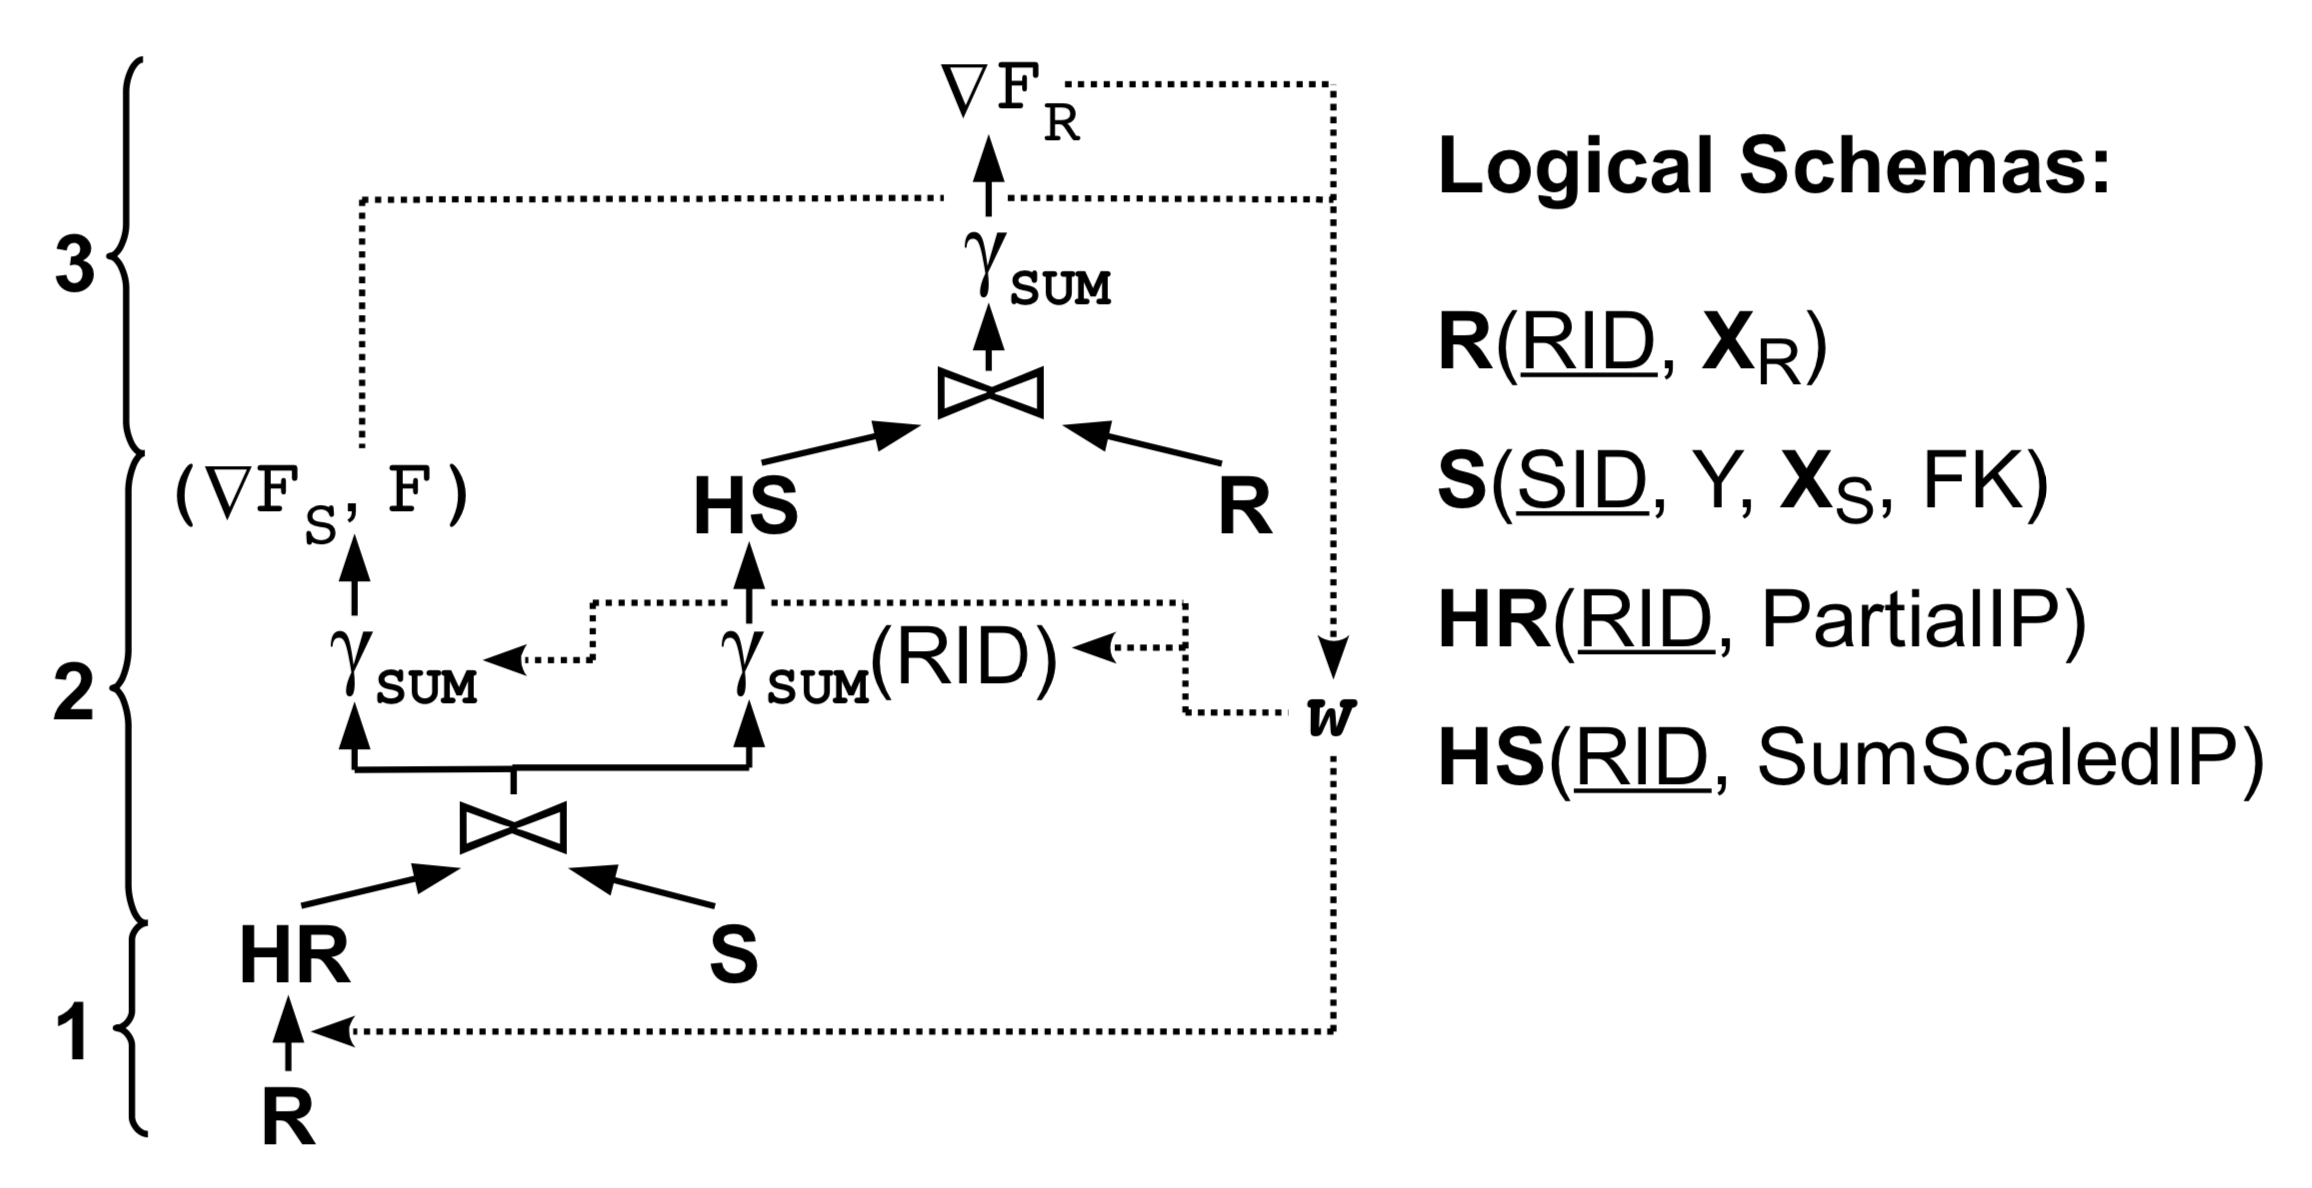 ∇F_R
Logical Schemas:
γ_SUM
3
R(RID, X_R)
(∇F_S, F)
HS
R
S(SID, Y, X_S, FK)
γ_SUM
γ_SUM(RID)
HR(RID, PartialIP)
2
w
HS(RID, SumScaledIP)
HR
S
1
R